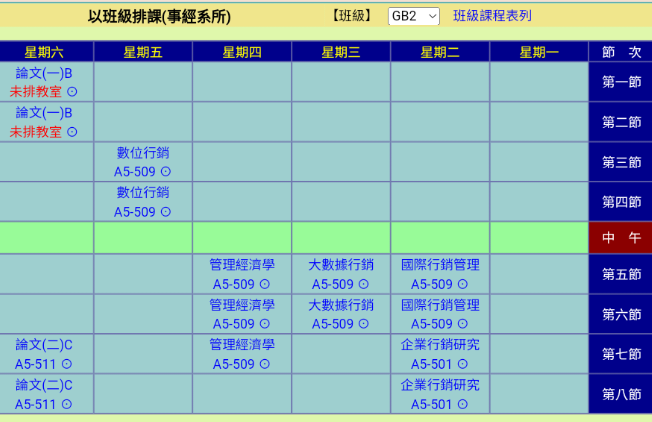 以班級排課(事經系所) 【班級】 GB2 班級課程表列
星期六 星期五 星期四 星期三 星期二 星期一 節 次
論文(一)B
未排教室 ⊙
第一節
論文(一)B
未排教室 ⊙
第二節
數位行銷
A5-509 ⊙
第三節
數位行銷
A5-509 ⊙
第四節
中 午
管理經濟學 大數據行銷 國際行銷管理
A5-509 ⊙ A5-509 ⊙ A5-509 ⊙
第五節
管理經濟學 大數據行銷 國際行銷管理
A5-509 ⊙ A5-509 ⊙ A5-509 ⊙
第六節
論文(二)C 管理經濟學 企業行銷研究
A5-511 ⊙ A5-509 ⊙ A5-501 ⊙
第七節
論文(二)C 企業行銷研究
A5-511 ⊙ A5-501 ⊙
第八節